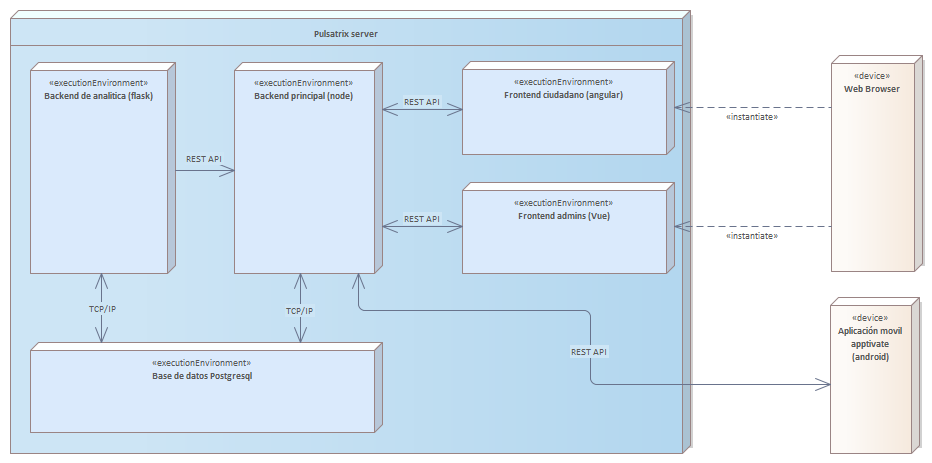 Pulsatrix server
«executionEnvironment»
Backend de analitica (flask)
«executionEnvironment»
Backend principal (node)
«executionEnvironment»
Frontend ciudadano (angular)
«device»
Web Browser
REST API
«instantiate»
REST API
«executionEnvironment»
Frontend admins (Vue)
REST API
«instantiate»
TCP/IP
TCP/IP
«device»
Aplicación movil
apptivate
(android)
REST API
«executionEnvironment»
Base de datos Postgresql